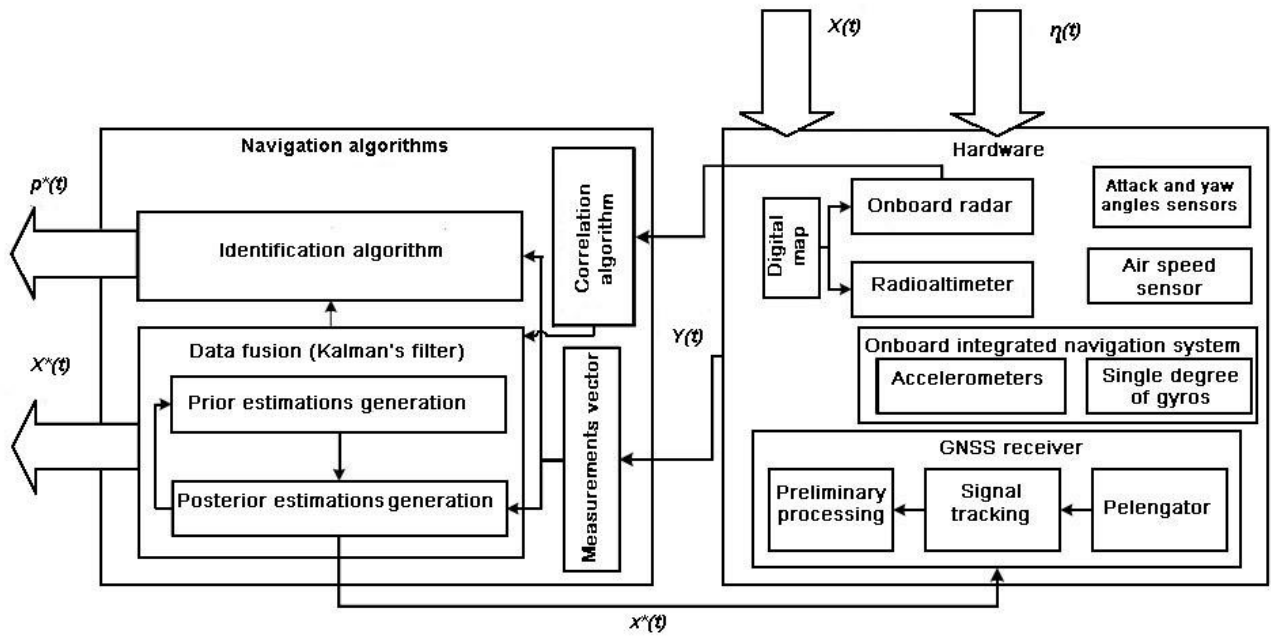 X(t)
η(t)
Navigation algorithms
Hardware
p*(t)
Identification algorithm
Correlation
algorithm
Digital
map
Onboard radar
Attack and yaw
angles sensors
Radioaltimeter
Air speed
sensor
X*(t)
Data fusion (Kalman's filter)
Prior estimations generation
Posterior estimations generation
Measurements vector
Y(t)
Onboard integrated navigation system
Accelerometers
Single degree
of gyros
GNSS receiver
Preliminary
processing
Signal
tracking
Pelengator
x*(t)